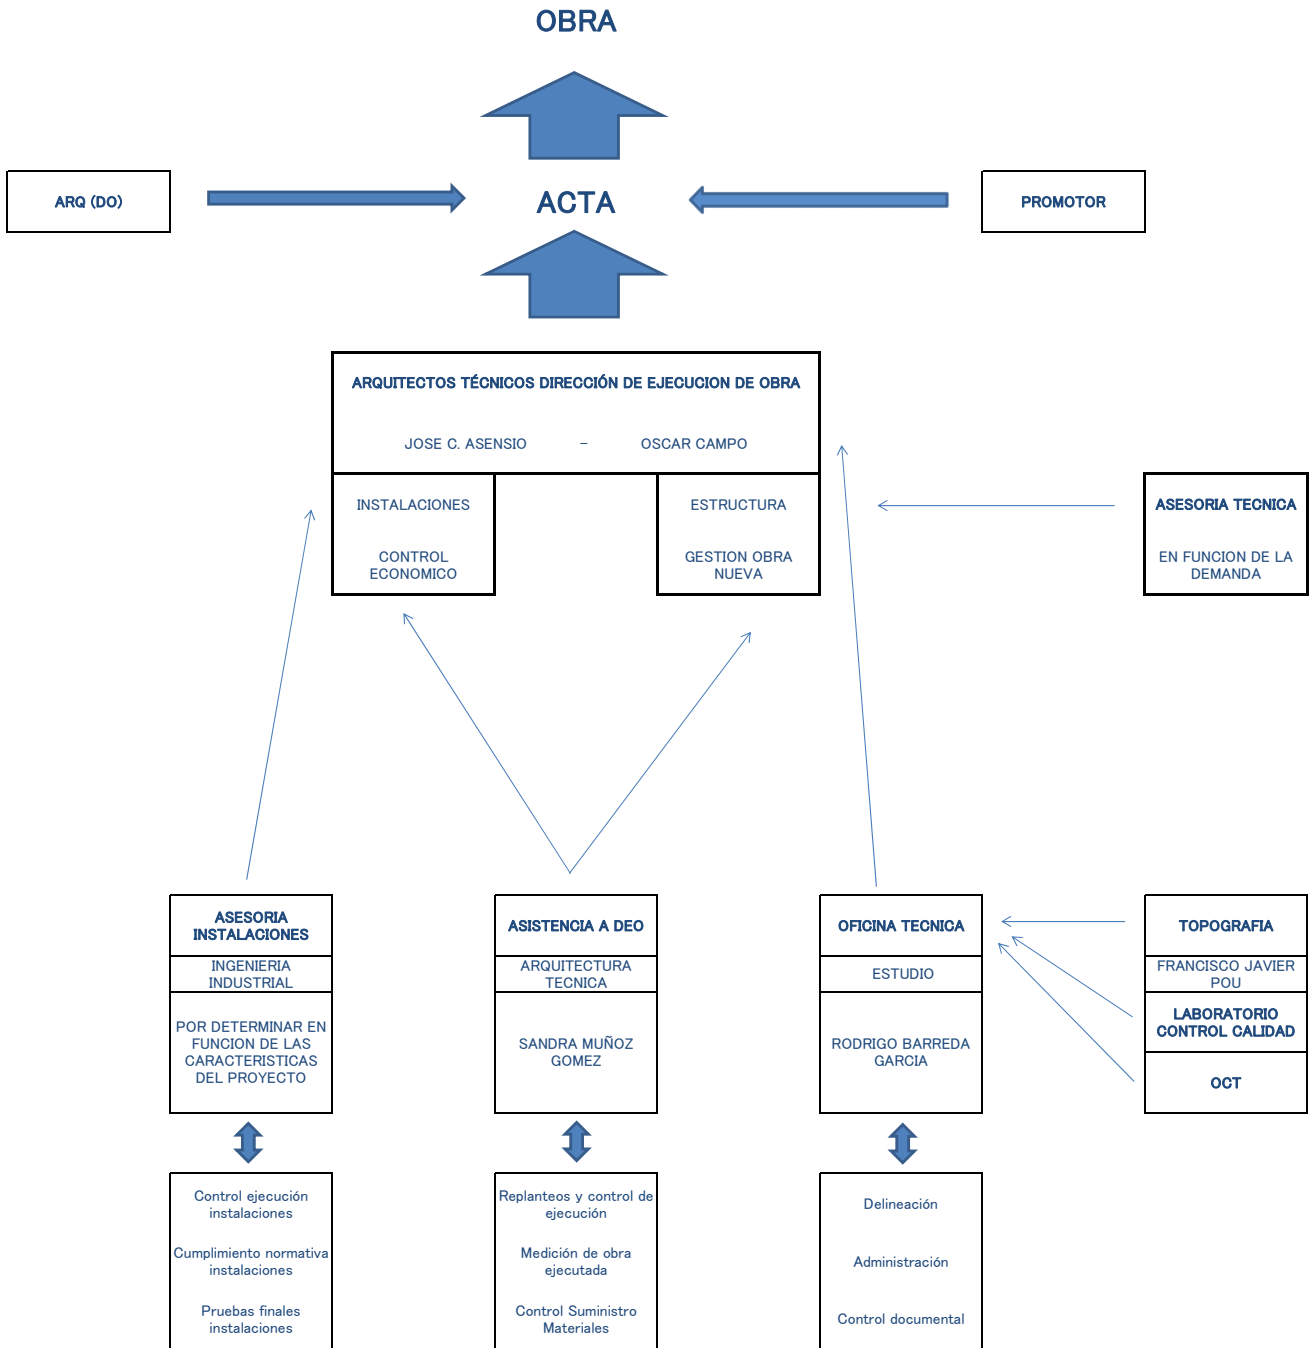 OBRA
ARQ (DO)
ACTA
PROMOTOR
ARQUITECTOS TÉCNICOS DIRECCIÓN DE EJECUCION DE OBRA
JOSE C. ASENSIO - OSCAR CAMPO
INSTALACIONES
CONTROL
ECONOMICO
ESTRUCTURA
GESTION OBRA
NUEVA
ASESORIA TECNICA
EN FUNCION DE LA
DEMANDA
ASESORIA
INSTALACIONES
INGENIERIA
INDUSTRIAL
POR DETERMINAR EN
FUNCION DE LAS
CARACTERISTICAS
DEL PROYECTO
ASISTENCIA A DEO
ARQUITECTURA
TECNICA
SANDRA MUÑOZ
GOMEZ
OFICINA TECNICA
ESTUDIO
RODRIGO BARREDA
GARCIA
TOPOGRAFIA
FRANCISCO JAVIER
POU
LABORATORIO
CONTROL CALIDAD
OCT
Control ejecución
instalaciones
Cumplimiento normativa
instalaciones
Pruebas finales
instalaciones
Replanteos y control de
ejecución
Medición de obra
ejecutada
Control Suministro
Materiales
Delineación
Administración
Control documental